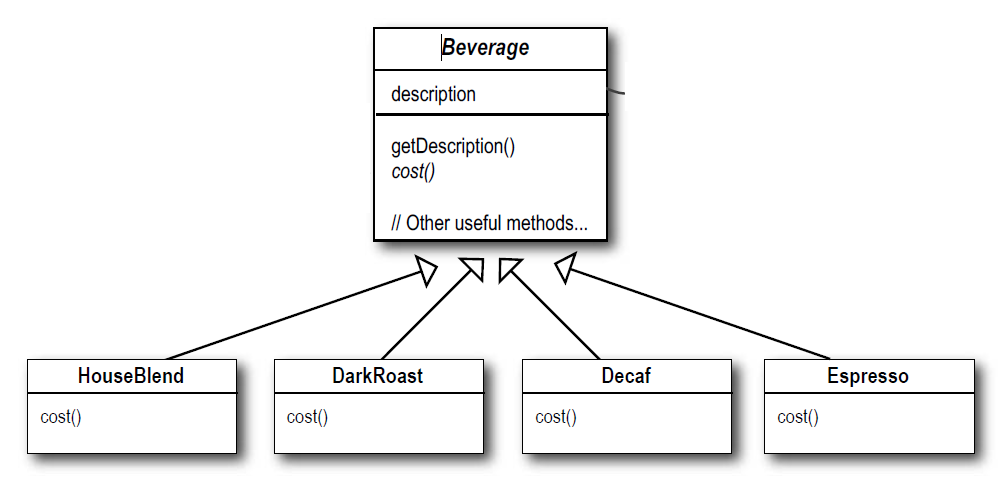 Beverage
description
getDescription()
cost()
// Other useful methods...
HouseBlend
cost()
DarkRoast
cost()
Decaf
cost()
Espresso
cost()